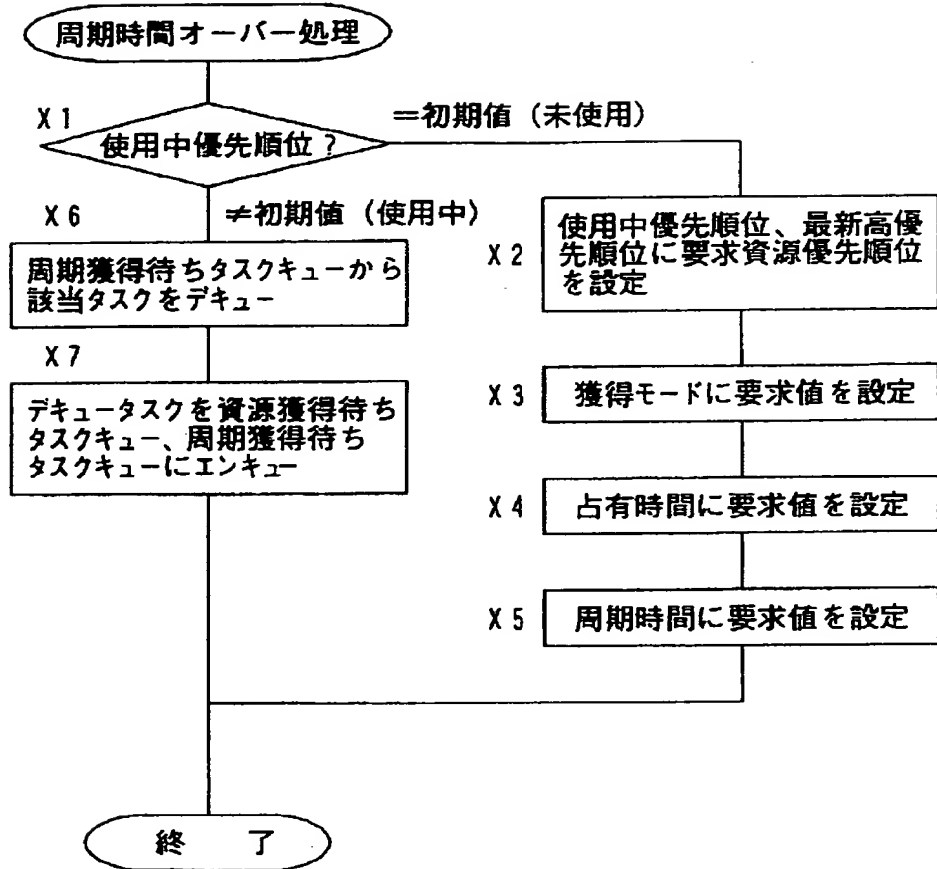 周期時間オーバー処理
X1
使用中優先順位？
＝初期値（未使用）
≠初期値（使用中）
X6
周期獲得待ちタスクキューから
該当タスクをデキュー
X7
デキュータスクを資源獲得待ち
タスクキュー、周期獲得待ち
タスクキューにエンキュー
X2
使用中優先順位、最新高優
先順位に要求資源優先順位
を設定
X3
獲得モードに要求値を設定
X4
占有時間に要求値を設定
X5
周期時間に要求値を設定
終 了